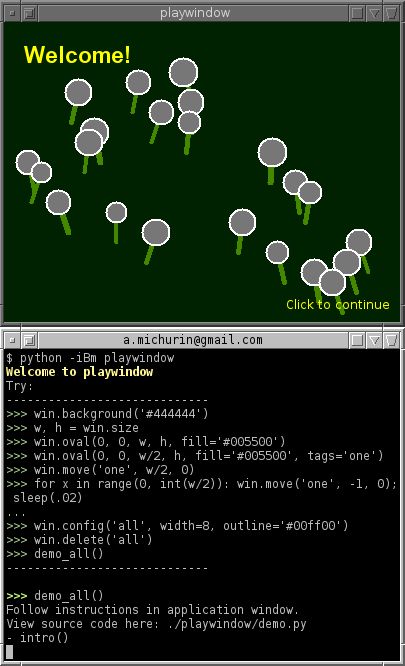 playwindow
Welcome!
Click to continue
a.michurin@gmail.com
$ python -iBm playwindow
Welcome to playwindow
Try:
-----------------------------
>>> win.background('#444444')
>>> w, h = win.size
>>> win.oval(0, 0, w, h, fill='#005500')
>>> win.oval(0, 0, w/2, h, fill='#005500', tags='one')
>>> win.move('one', w/2, 0)
>>> for x in range(0, int(w/2)): win.move('one', -1, 0);
 sleep(.02)
...
>>> win.config('all', width=8, outline='#00ff00')
>>> win.delete('all')
>>> demo_all()
-----------------------------
>>> demo_all()
Follow instructions in application window.
View source code here: ./playwindow/demo.py
- intro()